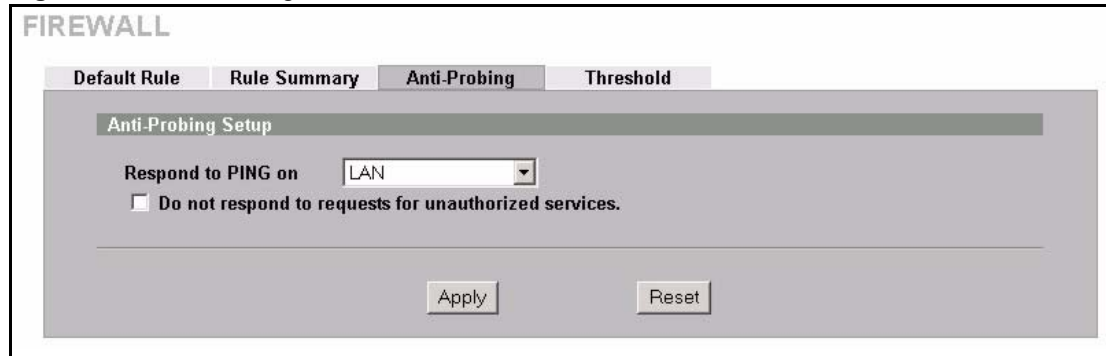 FIREWALL
Default Rule Rule Summary Anti-Probing Threshold
Anti-Probing Setup
Respond to PING on LAN
Do not respond to requests for unauthorized services.
Apply Reset